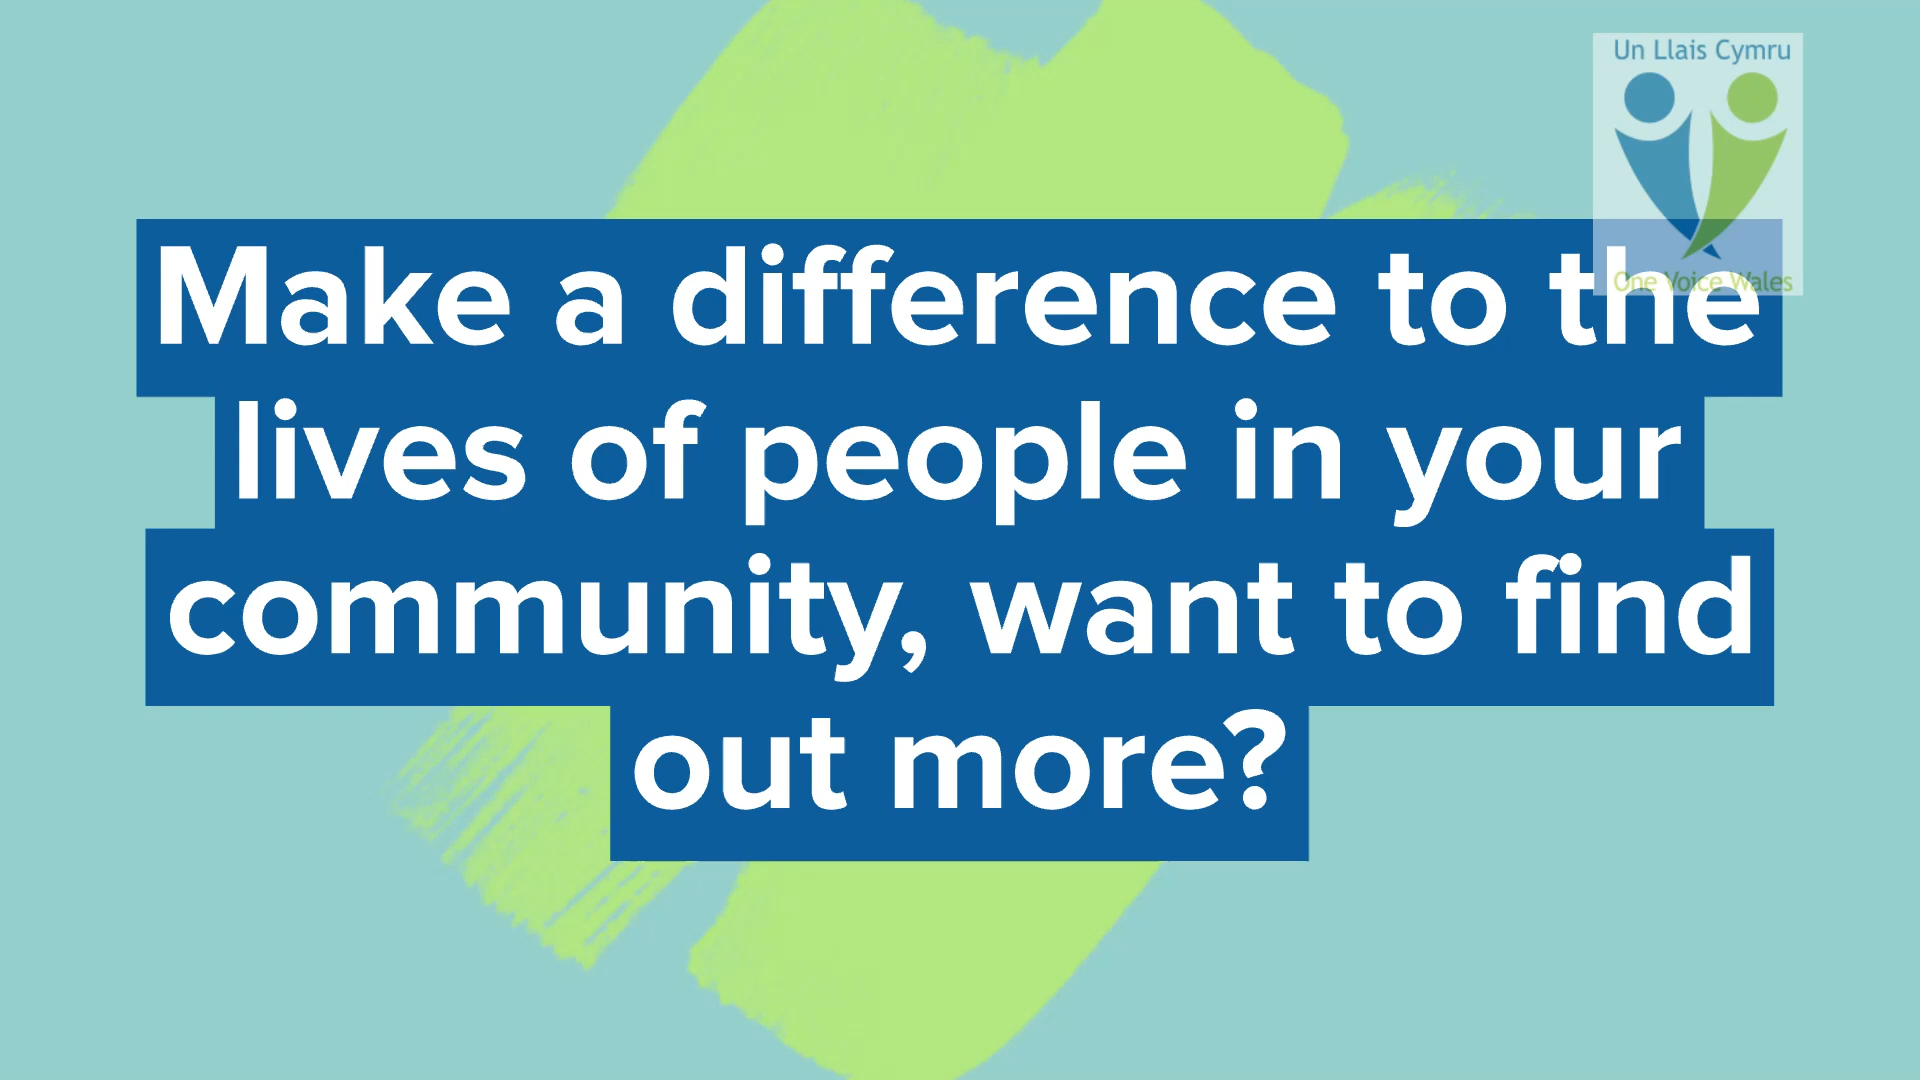 Un Llais Cymru
One Voice Wales
Make a difference to the
lives of people in your
community, want to find
out more?